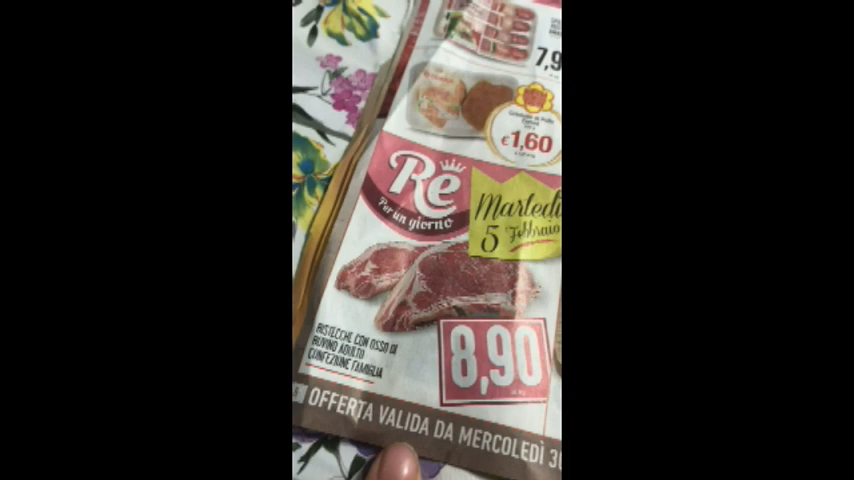 7,9
€1,60
Re
Per un giorno
Martedì
5 Febbraio
BISTECCHE CON OSSO DI
BOVINO ADULTO
CONFEZIONE FAMIGLIA
8,90
OFFERTA VALIDA DA MERCOLEDÌ 30